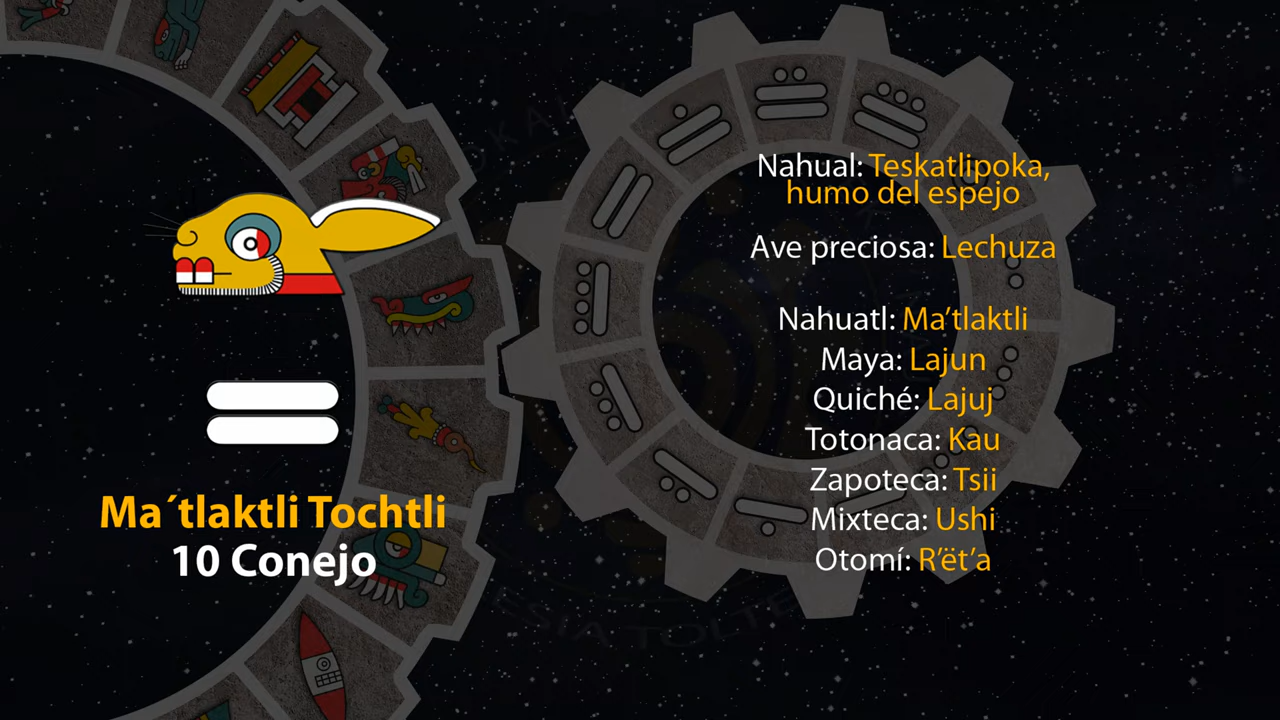 Ma´tlaktli Tochtli
10 Conejo
Nahual: Teskatlipoka,
humo del espejo
Ave preciosa: Lechuza
Nahuatl: Ma’tlaktli
Maya: Lajun
Quiché: Lajuj
Totonaca: Kau
Zapoteca: Tsii
Mixteca: Ushi
Otomí: R’ët’a